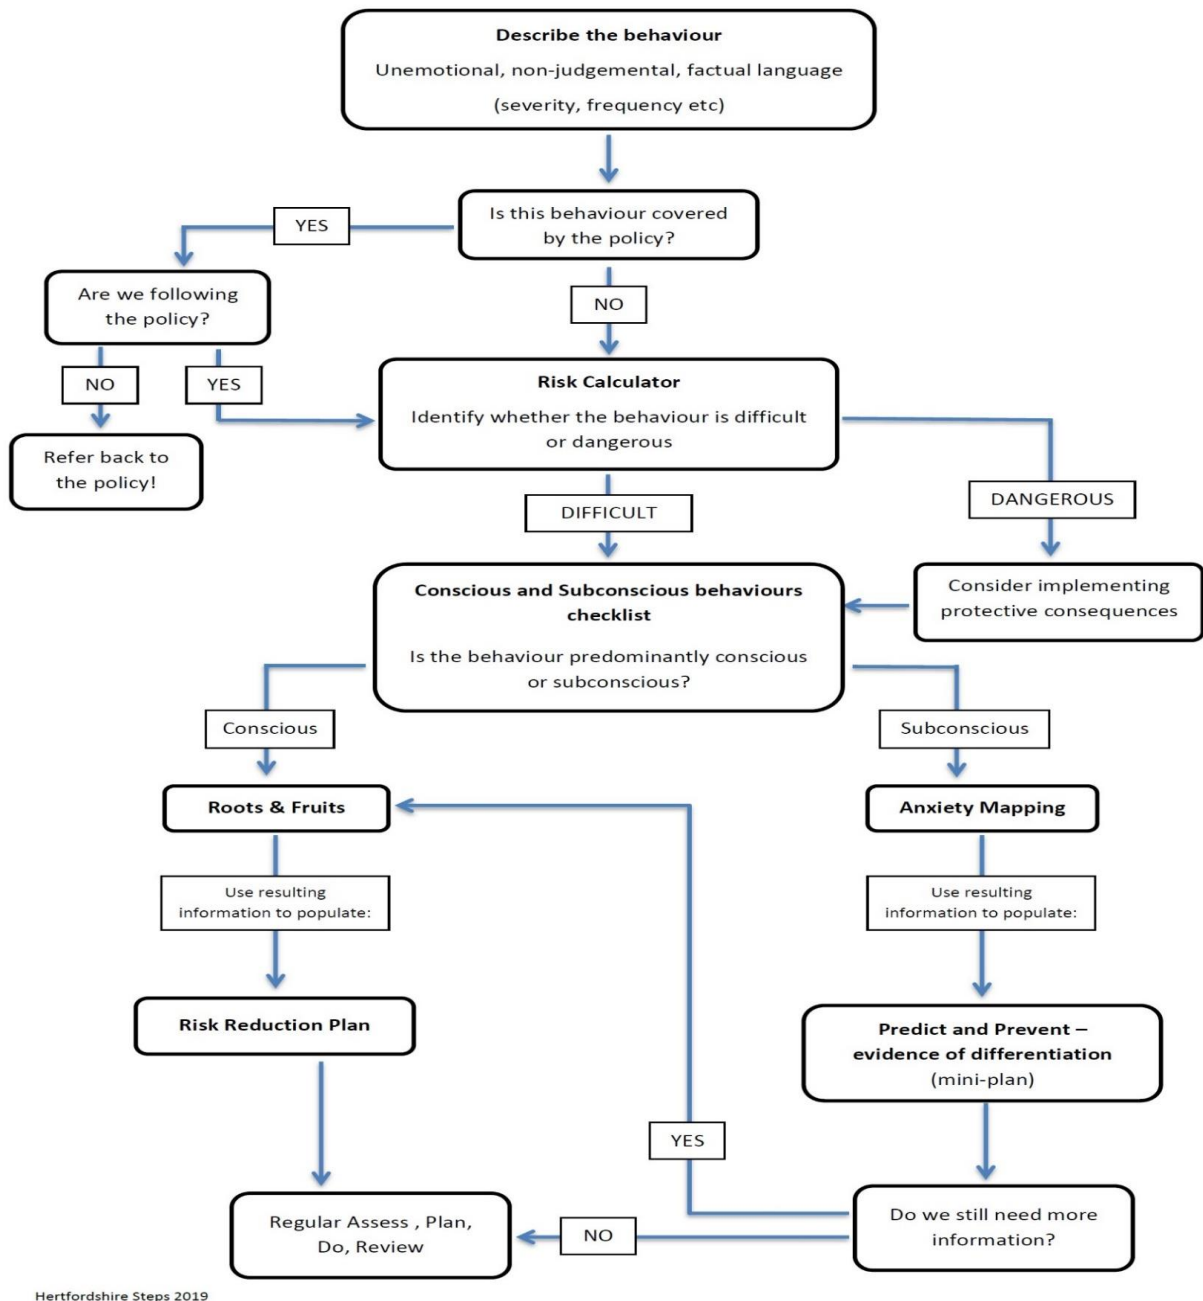 Describe the behaviour
Unemotional, non-judgemental, factual language
(severity, frequency etc)
Is this behaviour covered
by the policy?
YES
NO
Are we following
the policy?
NO
YES
Refer back to
the policy!
Risk Calculator
Identify whether the behaviour is difficult
or dangerous
DIFFICULT
DANGEROUS
Consider implementing
protective consequences
Conscious and Subconscious behaviours
checklist
Is the behaviour predominantly conscious
or subconscious?
Conscious
Subconscious
Roots & Fruits
Anxiety Mapping
Use resulting
information to populate:
Use resulting
information to populate:
Risk Reduction Plan
Predict and Prevent –
evidence of differentiation
(mini-plan)
YES
Regular Assess , Plan,
Do, Review
NO
Do we still need more
information?
Hertfordshire Steps 2019